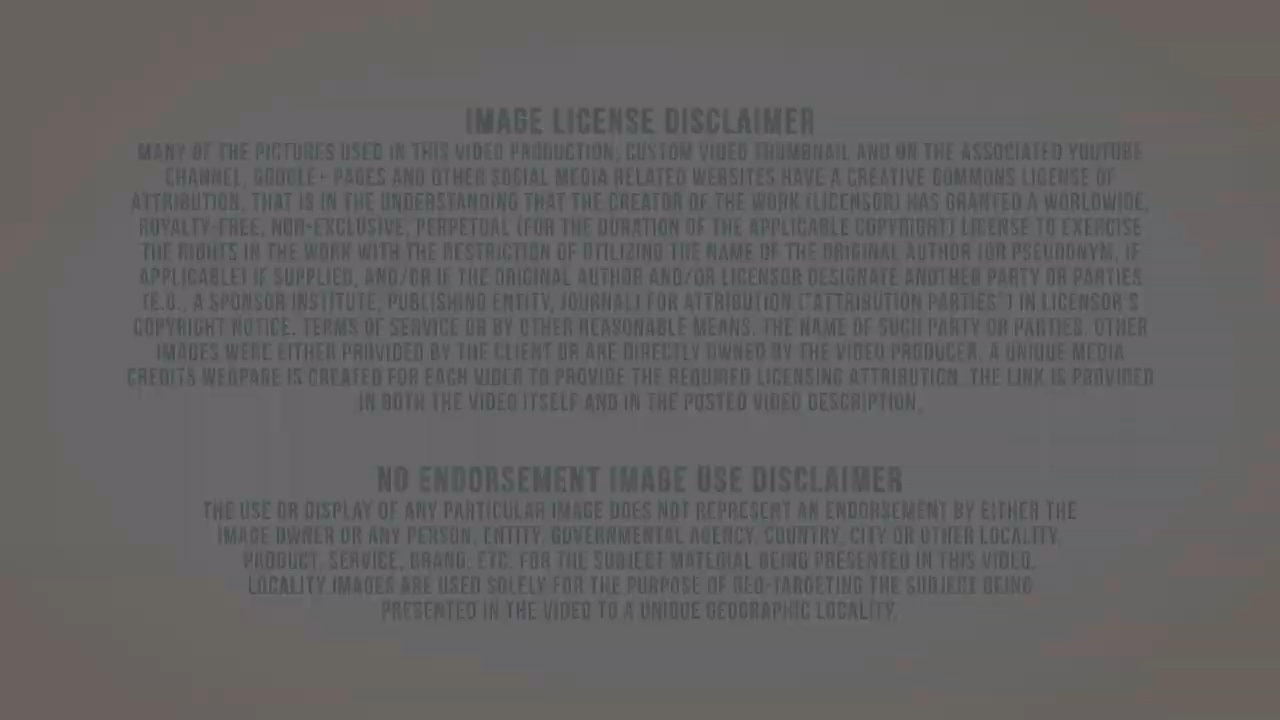 IMAGE LICENSE DISCLAIMER
MANY OF THE PICTURES USED IN THIS VIDEO PRODUCTION, CUSTOM VIDEO THUMBNAIL AND OR THE ASSOCIATED YOUTUBE
CHANNEL, GOOGLE+ PAGES AND OTHER SOCIAL MEDIA RELATED WEBSITES HAVE A CREATIVE COMMONS LICENSE OF
ATTRIBUTION. THAT IS IN THE UNDERSTANDING THAT THE CREATOR OF THE WORK (LICENSOR) HAS GRANTED A WORLDWIDE,
ROYALTY-FREE, NON-EXCLUSIVE, PERPETUAL (FOR THE DURATION OF THE APPLICABLE COPYRIGHT) LICENSE TO EXERCISE
THE RIGHTS IN THE WORK WITH THE RESTRICTION OF UTILIZING THE NAME OF THE ORIGINAL AUTHOR (OR PSEUDONYM, IF
APPLICABLE) IF SUPPLIED, AND/OR IF THE ORIGINAL AUTHOR AND/OR LICENSOR DESIGNATE ANOTHER PARTY OR PARTIES
(E.G., A SPONSOR INSTITUTE, PUBLISHING ENTITY, JOURNAL) FOR ATTRIBUTION ("ATTRIBUTION PARTIES") IN LICENSOR'S
COPYRIGHT NOTICE, TERMS OF SERVICE OR BY OTHER REASONABLE MEANS, THE NAME OF SUCH PARTY OR PARTIES. OTHER
IMAGES WERE EITHER PROVIDED BY THE CLIENT OR ARE DIRECTLY OWNED BY THE VIDEO PRODUCER. A UNIQUE MEDIA
CREDITS WEBPAGE IS CREATED FOR EACH VIDEO TO PROVIDE THE REQUIRED LICENSING ATTRIBUTION. THE LINK IS PROVIDED
IN BOTH THE VIDEO ITSELF AND IN THE POSTED VIDEO DESCRIPTION.
NO ENDORSEMENT IMAGE USE DISCLAIMER
THE USE OR DISPLAY OF ANY PARTICULAR IMAGE DOES NOT REPRESENT AN ENDORSEMENT BY EITHER THE
IMAGE OWNER OR ANY PERSON, ENTITY, GOVERNMENTAL AGENCY, COUNTRY, CITY OR OTHER LOCALITY,
PRODUCT, SERVICE, BRAND, ETC. FOR THE SUBJECT MATERIAL BEING PRESENTED IN THIS VIDEO.
LOCALITY IMAGES ARE USED SOLELY FOR THE PURPOSE OF GEO-TARGETING THE SUBJECT BEING
PRESENTED IN THE VIDEO TO A UNIQUE GEOGRAPHIC LOCALITY.